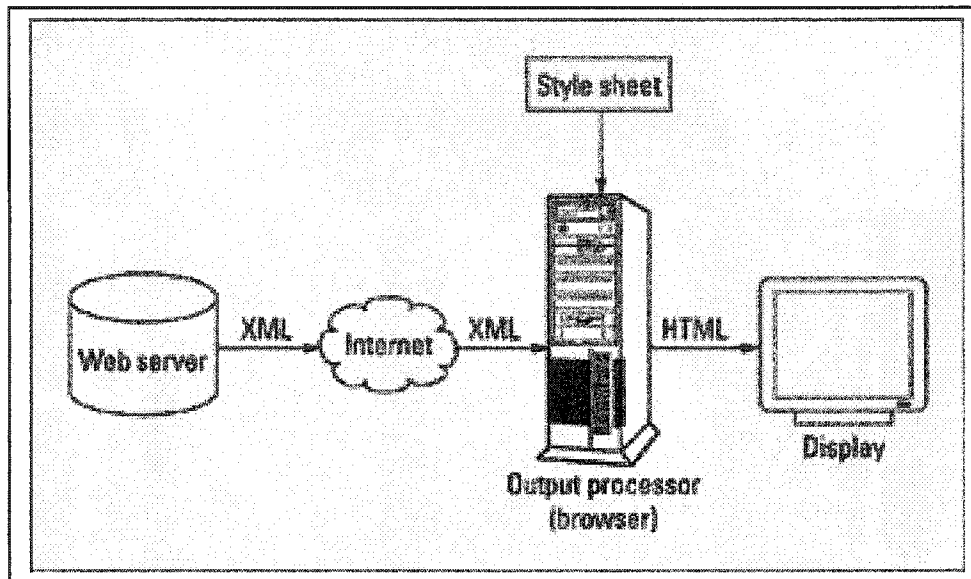 Style sheet
Web server
XML
Internet
XML
HTML
Display
Output processor
(browser)